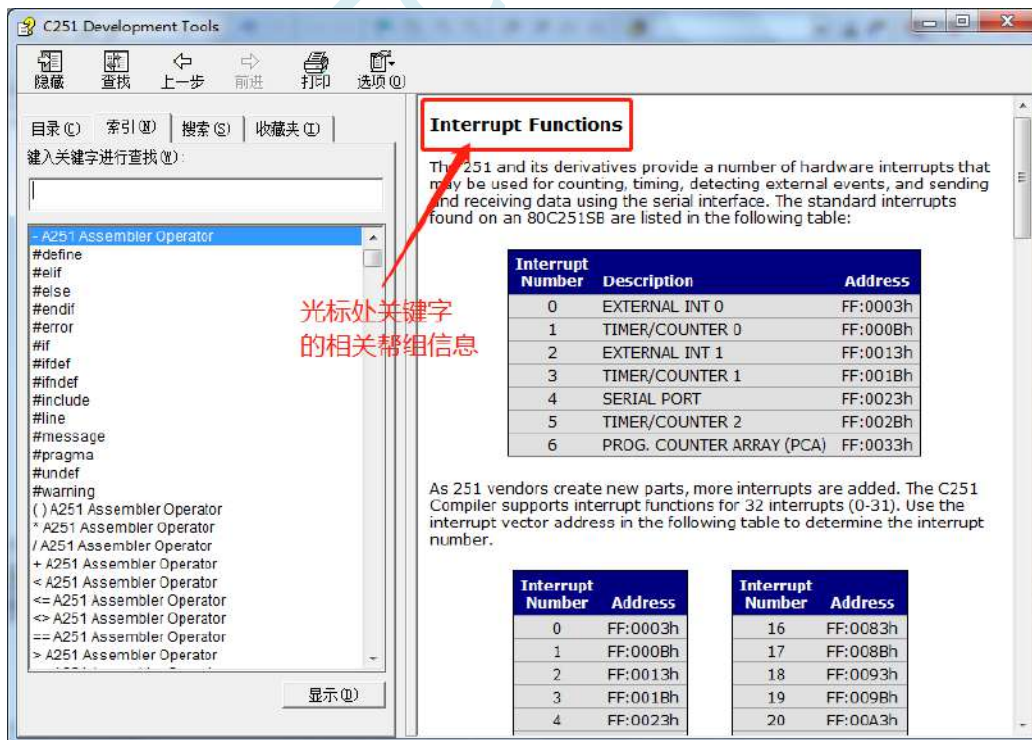 C251 Development Tools
隐藏 查找 上一步 前进 打印 选项(O)
目录(C) 索引(N) 搜索(S) 收藏夹(I)
键入关键字进行查找(W):
- A251 Assembler Operator
#define
#elif
#else
#endif
#error
#if
#ifdef
#ifndef
#include
#line
#message
#pragma
#undef
#warning
( ) A251 Assembler Operator
* A251 Assembler Operator
/ A251 Assembler Operator
+ A251 Assembler Operator
< A251 Assembler Operator
<= A251 Assembler Operator
<> A251 Assembler Operator
== A251 Assembler Operator
> A251 Assembler Operator
显示(D)
光标处关键字
的相关帮组信息
Interrupt Functions
The 251 and its derivatives provide a number of hardware interrupts that
may be used for counting, timing, detecting external events, and sending
and receiving data using the serial interface. The standard interrupts
found on an 80C251SB are listed in the following table:
Interrupt
Number Description Address
0 EXTERNAL INT 0 FF:0003h
1 TIMER/COUNTER 0 FF:000Bh
2 EXTERNAL INT 1 FF:0013h
3 TIMER/COUNTER 1 FF:001Bh
4 SERIAL PORT FF:0023h
5 TIMER/COUNTER 2 FF:002Bh
6 PROG. COUNTER ARRAY (PCA) FF:0033h
As 251 vendors create new parts, more interrupts are added. The C251
Compiler supports interrupt functions for 32 interrupts (0-31). Use the
interrupt vector address in the following table to determine the interrupt
number.
Interrupt Interrupt
Number Address Number Address
0 FF:0003h 16 FF:0083h
1 FF:000Bh 17 FF:008Bh
2 FF:0013h 18 FF:0093h
3 FF:001Bh 19 FF:009Bh
4 FF:0023h 20 FF:00A3h